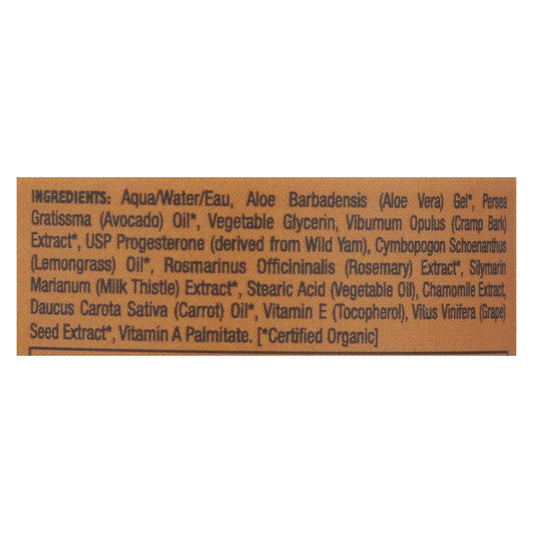 INGREDIENTS: Aqua/Water/Eau, Aloe Barbadensis (Aloe Vera) Gel*, Persea
Gratissma (Avocado) Oil*, Vegetable Glycerin, Viburnum Opulus (Cramp Bark)
Extract*, USP Progesterone (derived from Wild Yam), Cymbopogon Schoenanthus
(Lemongrass) Oil*, Rosmarinus Officininalis (Rosemary) Extract*, Silymarin
Marianum (Milk Thistle) Extract*, Stearic Acid (Vegetable Oil), Chamomile Extract,
Daucus Carota Sativa (Carrot) Oil*, Vitamin E (Tocopherol), Vitus Vinifera (Grape)
Seed Extract*, Vitamin A Palmitate. [*Certified Organic]